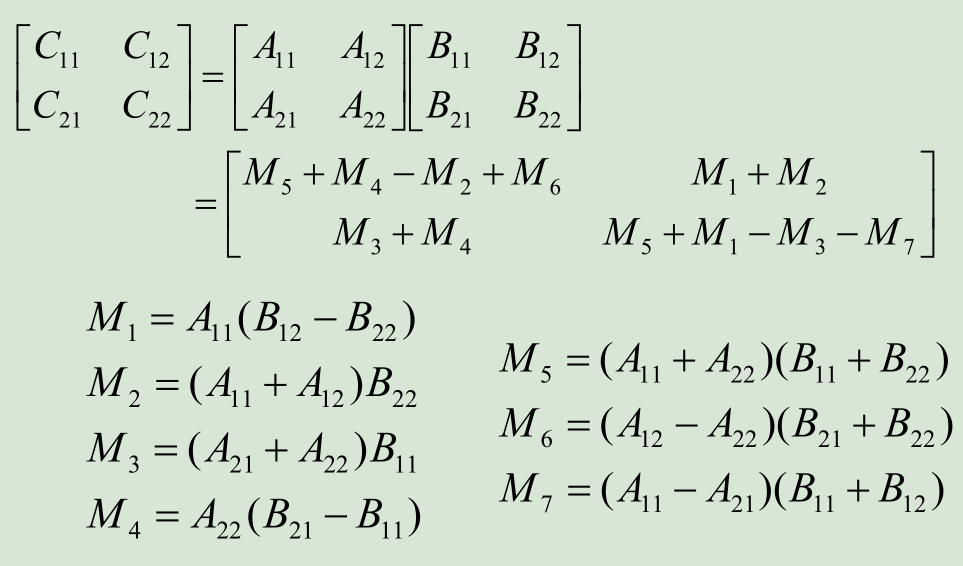 [C₁₁ C₁₂; C₂₁ C₂₂] = [A₁₁ A₁₂; A₂₁ A₂₂][B₁₁ B₁₂; B₂₁ B₂₂]
= [M₅ + M₄ − M₂ + M₆ M₁ + M₂; M₃ + M₄ M₅ + M₁ − M₃ − M₇]
M₁ = A₁₁(B₁₂ − B₂₂)
M₂ = (A₁₁ + A₁₂)B₂₂
M₃ = (A₂₁ + A₂₂)B₁₁
M₄ = A₂₂(B₂₁ − B₁₁)
M₅ = (A₁₁ + A₂₂)(B₁₁ + B₂₂)
M₆ = (A₁₂ − A₂₂)(B₂₁ + B₂₂)
M₇ = (A₁₁ − A₂₁)(B₁₁ + B₁₂)